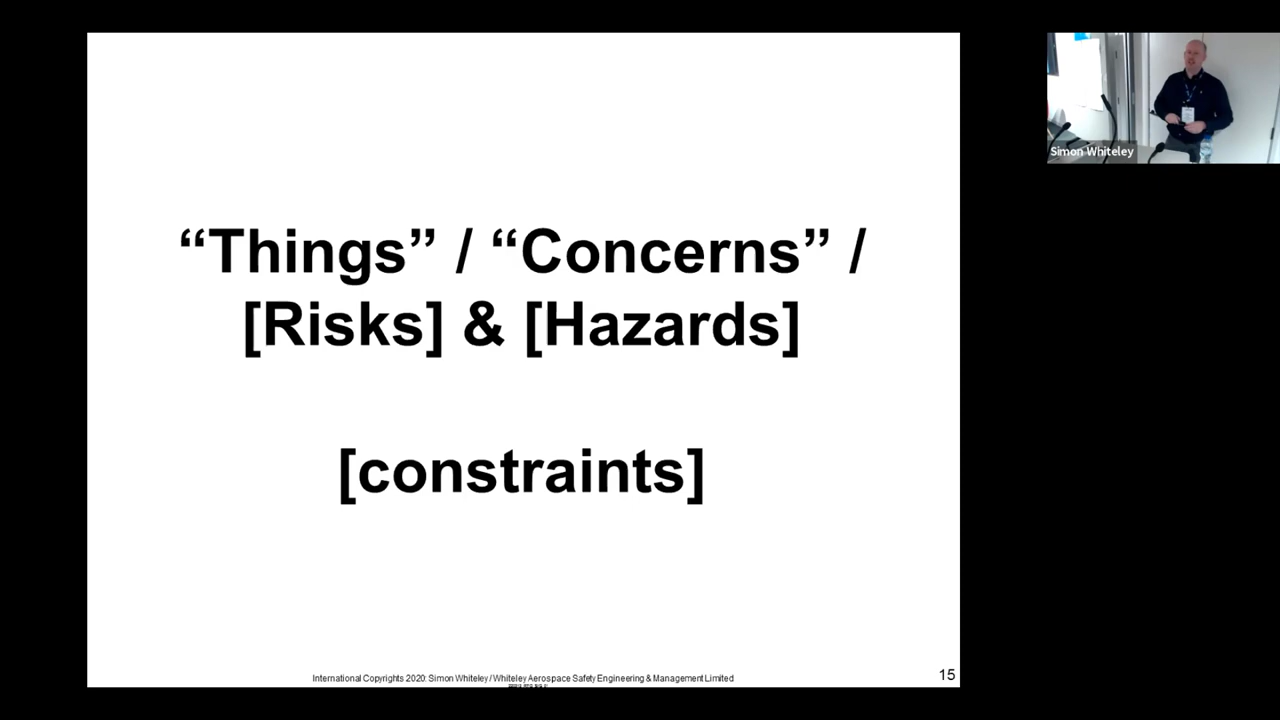 “Things” / “Concerns” /
[Risks] & [Hazards]
[constraints]
International Copyrights 2020: Simon Whiteley / Whiteley Aerospace Safety Engineering & Management Limited
15
Simon Whiteley